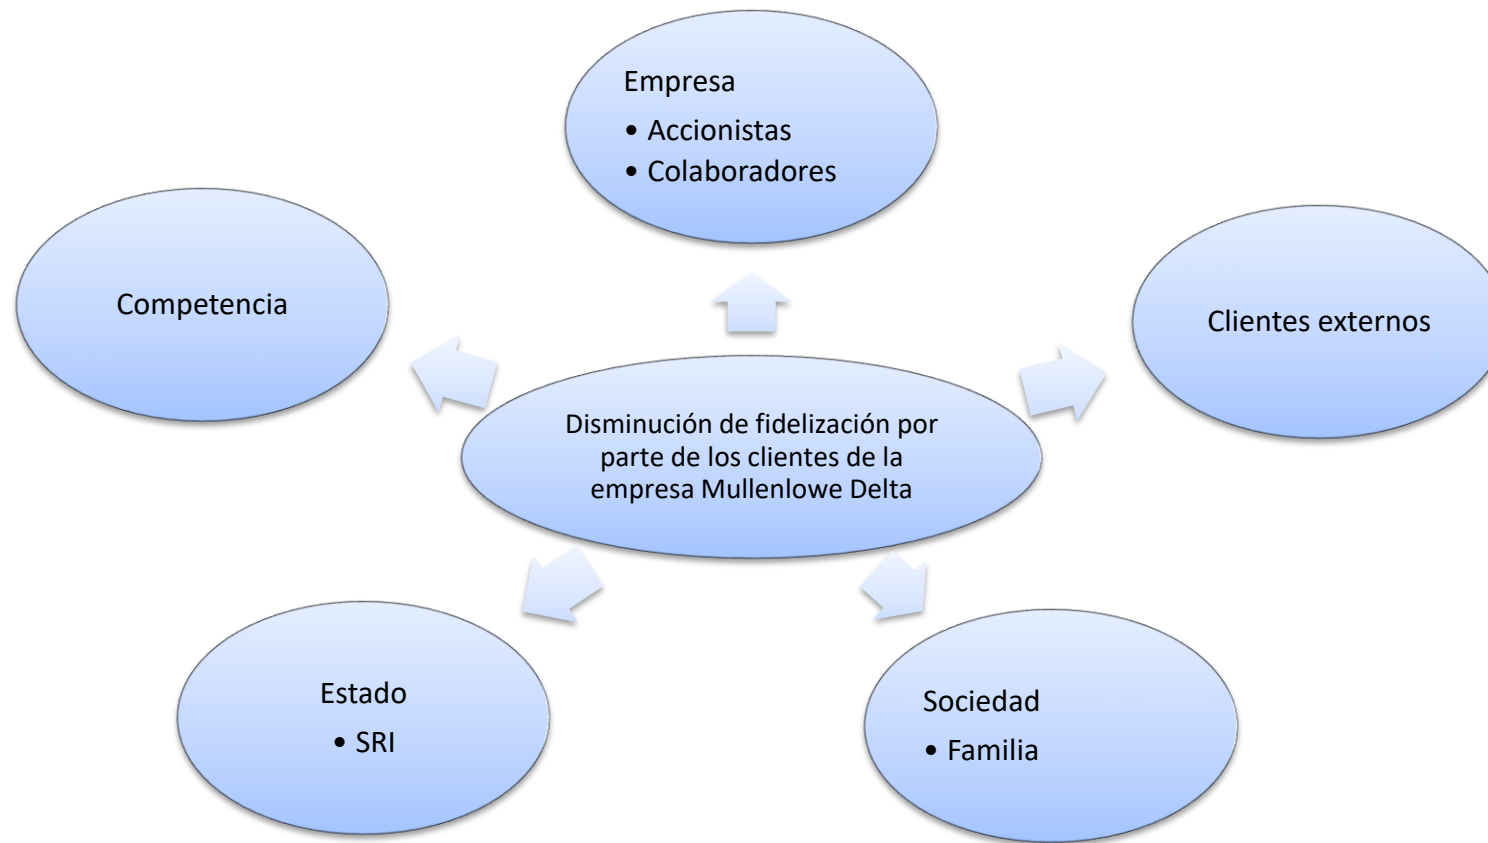 Empresa
• Accionistas
• Colaboradores
Competencia
Clientes externos
Disminución de fidelización por
parte de los clientes de la
empresa Mullenlowe Delta
Estado
• SRI
Sociedad
• Familia